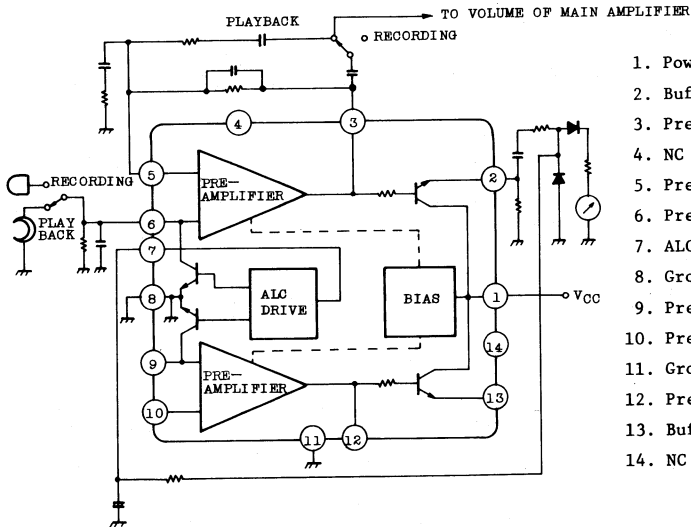 TO VOLUME OF MAIN AMPLIFIER
PLAYBACK
RECORDING
4
3
5
PRE-
AMPLIFIER
2
RECORDING
PLAY
BACK
6
7
8
ALC
DRIVE
BIAS
1
VCC
14
9
PRE-
AMPLIFIER
10
13
11
12
1. Pow
2. Buf
3. Pre
4. NC
5. Pre
6. Pre
7. ALC
8. Gro
9. Pre
10. Pre
11. Gro
12. Pre
13. Buf
14. NC